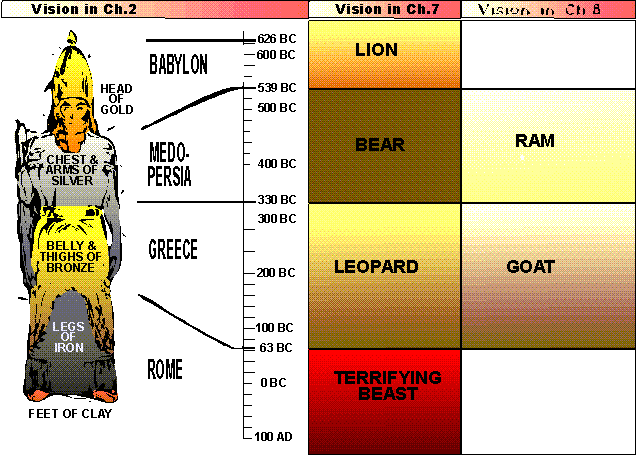 Vision in Ch.2
Vision in Ch.7
Vision in Ch.8
626 BC
600 BC
BABYLON
LION
539 BC
HEAD
OF
GOLD
500 BC
MEDO-
PERSIA
BEAR
RAM
CHEST &
ARMS OF
SILVER
400 BC
330 BC
300 BC
GREECE
BELLY &
THIGHS OF
BRONZE
LEOPARD
GOAT
200 BC
100 BC
LEGS
OF
IRON
63 BC
ROME
0 BC
TERRIFYING
BEAST
FEET OF CLAY
100 AD